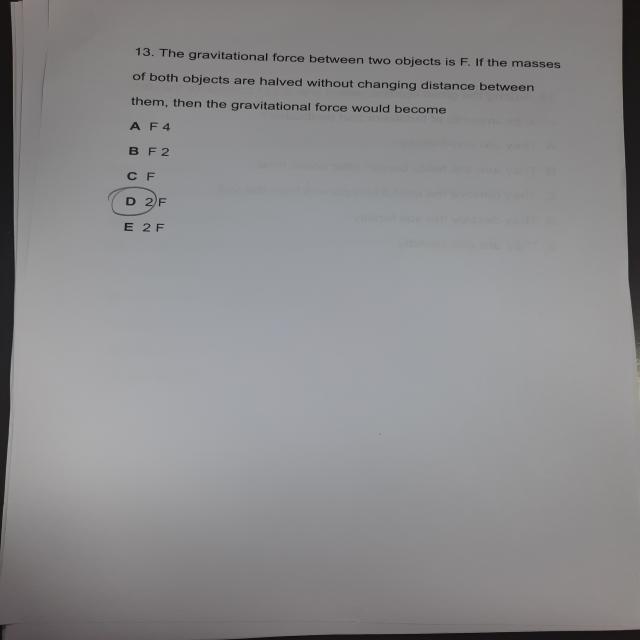 13. The gravitational force between two objects is F. If the masses
of both objects are halved without changing distance between
them, then the gravitational force would become
A F 4
B F 2
C F
D 2 F
E 2 F